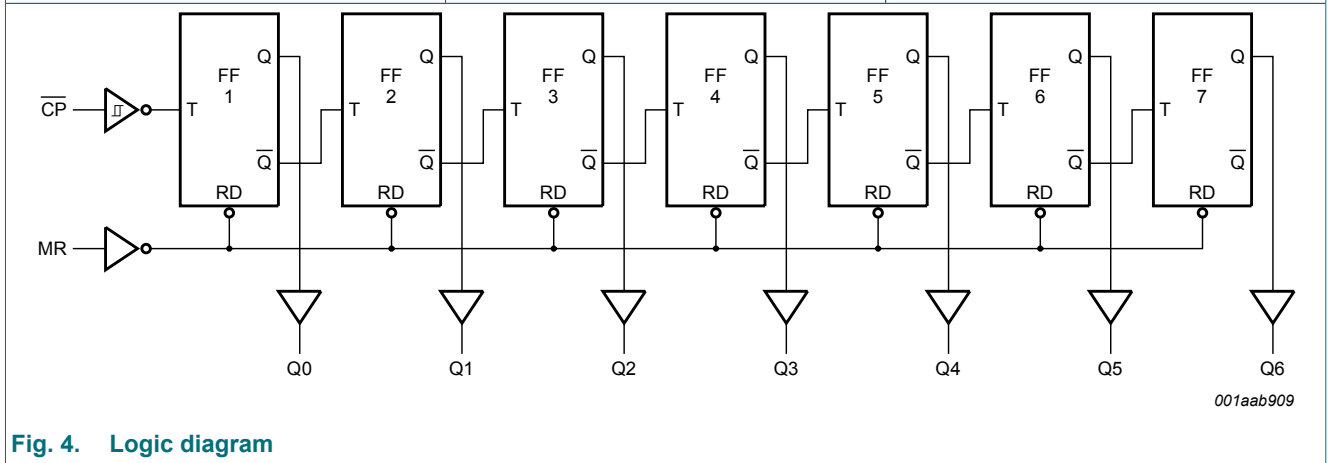 Q Q Q Q Q Q Q
FF FF FF FF FF FF FF
1 2 3 4 5 6 7
C̅P̅ T T T T T T T
Q̅ Q̅ Q̅ Q̅ Q̅ Q̅ Q̅
RD RD RD RD RD RD RD
MR
Q0 Q1 Q2 Q3 Q4 Q5 Q6
001aab909
Fig. 4. Logic diagram